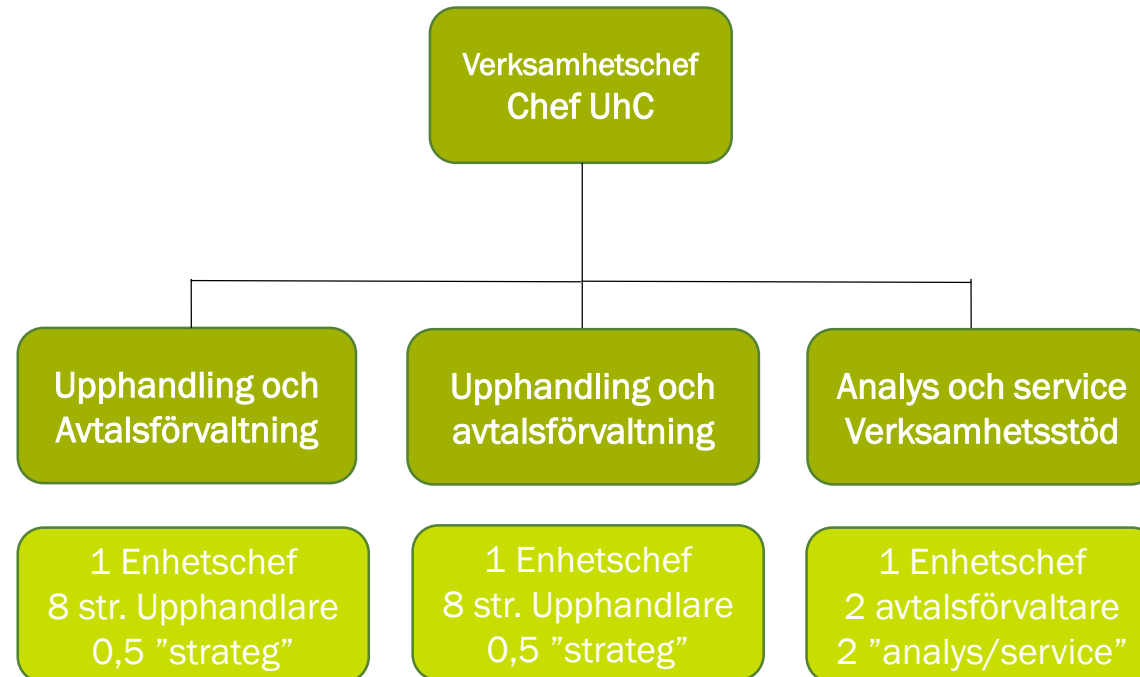 Verksamhetschef
Chef UhC
Upphandling och
Avtalsförvaltning
Upphandling och
avtalsförvaltning
Analys och service
Verksamhetsstöd
1 Enhetschef
8 str. Upphandlare
0,5 ”strateg”
1 Enhetschef
8 str. Upphandlare
0,5 ”strateg”
1 Enhetschef
2 avtalsförvaltare
2 ”analys/service”